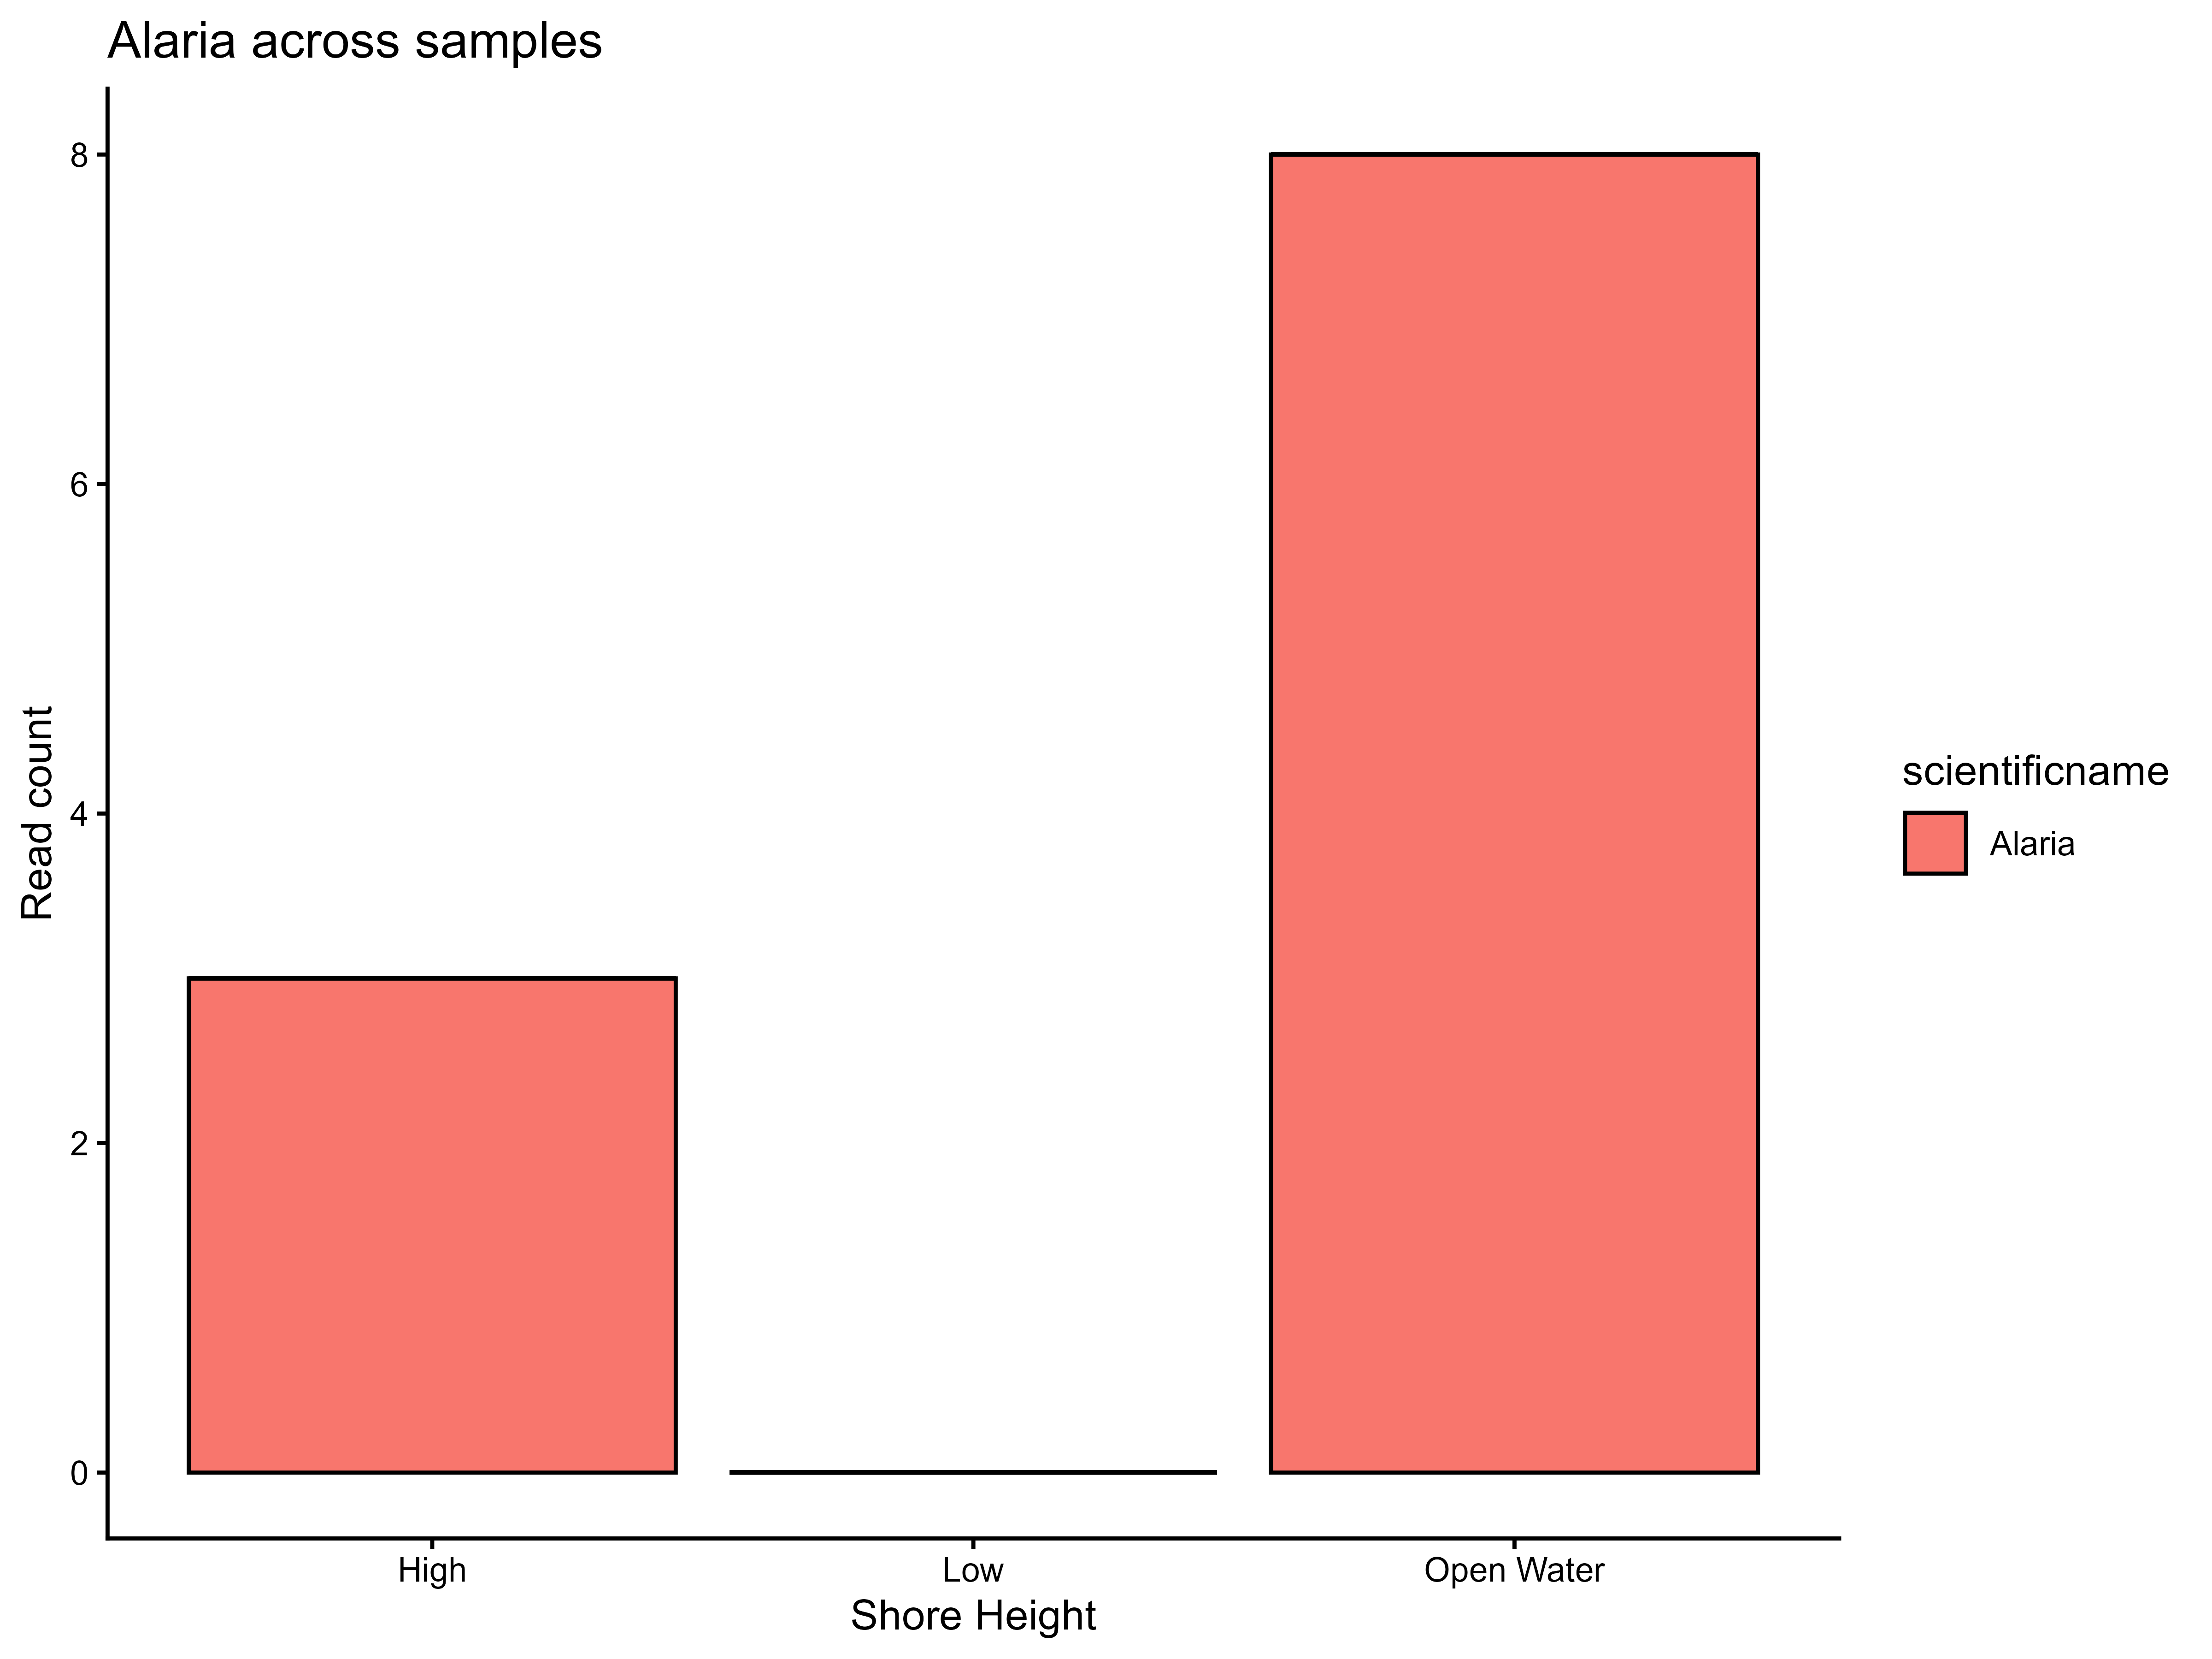 Alaria across samples
Read count
8
6
4
2
0
High
Low
Open Water
Shore Height
scientificname
Alaria